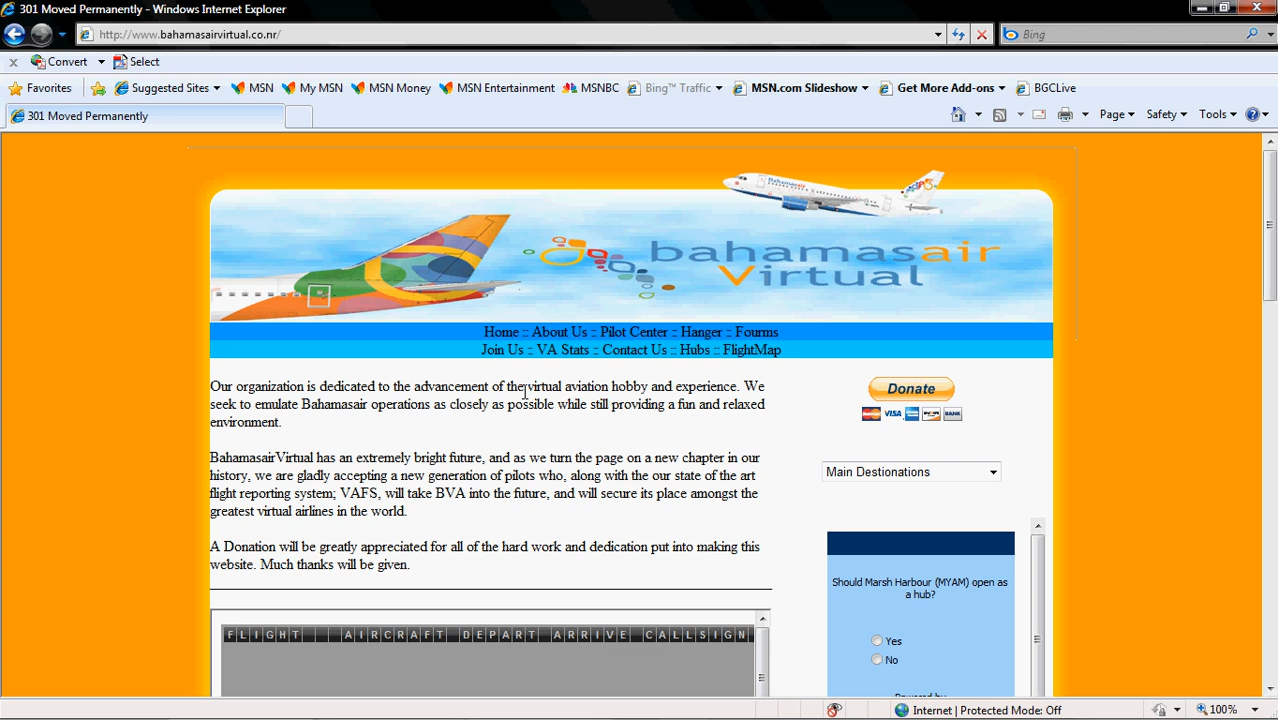 301 Moved Permanently - Windows Internet Explorer
http://www.bahamasairvirtual.co.nr/
Bing
Convert Select
Favorites Suggested Sites MSN My MSN MSN Money MSN Entertainment MSNBC Bing™ Traffic MSN.com Slideshow Get More Add-ons BGCLive
301 Moved Permanently
Page Safety Tools
Bahamasair
bahamasair
Virtual
Home :: About Us :: Pilot Center :: Hanger :: Fourms
Join Us :: VA Stats :: Contact Us :: Hubs :: FlightMap
Our organization is dedicated to the advancement of the virtual aviation hobby and experience. We
seek to emulate Bahamasair operations as closely as possible while still providing a fun and relaxed
environment.
BahamasairVirtual has an extremely bright future, and as we turn the page on a new chapter in our
history, we are gladly accepting a new generation of pilots who, along with the our state of the art
flight reporting system; VAFS, will take BVA into the future, and will secure its place amongst the
greatest virtual airlines in the world.
A Donation will be greatly appreciated for all of the hard work and dedication put into making this
website. Much thanks will be given.
FLIGHT AIRCRAFT DEPART ARRIVE CALLSIGN
Donate
VISA BANK
Main Destionations
Should Marsh Harbour (MYAM) open as
a hub?
Yes
No
Powered by
Internet | Protected Mode: Off
100%